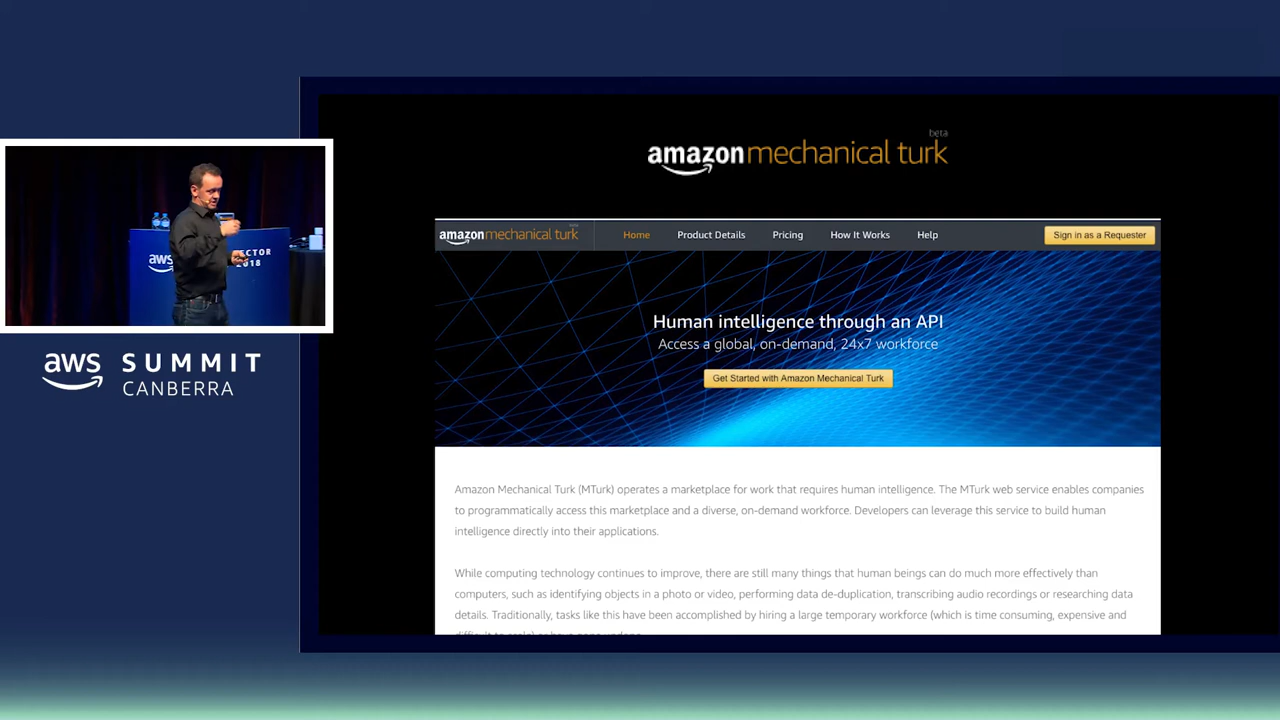 beta
amazon mechanical turk
amazon mechanical turk
beta
Home
Product Details
Pricing
How It Works
Help
Sign in as a Requester
Human intelligence through an API
Access a global, on-demand, 24x7 workforce
Get Started with Amazon Mechanical Turk
Amazon Mechanical Turk (MTurk) operates a marketplace for work that requires human intelligence. The MTurk web service enables companies
to programmatically access this marketplace and a diverse, on-demand workforce. Developers can leverage this service to build human
intelligence directly into their applications.
While computing technology continues to improve, there are still many things that human beings can do much more effectively than
computers, such as identifying objects in a photo or video, performing data de-duplication, transcribing audio recordings or researching data
details. Traditionally, tasks like this have been accomplished by hiring a large temporary workforce (which is time consuming, expensive and
aws
2018
aws SUMMIT
CANBERRA